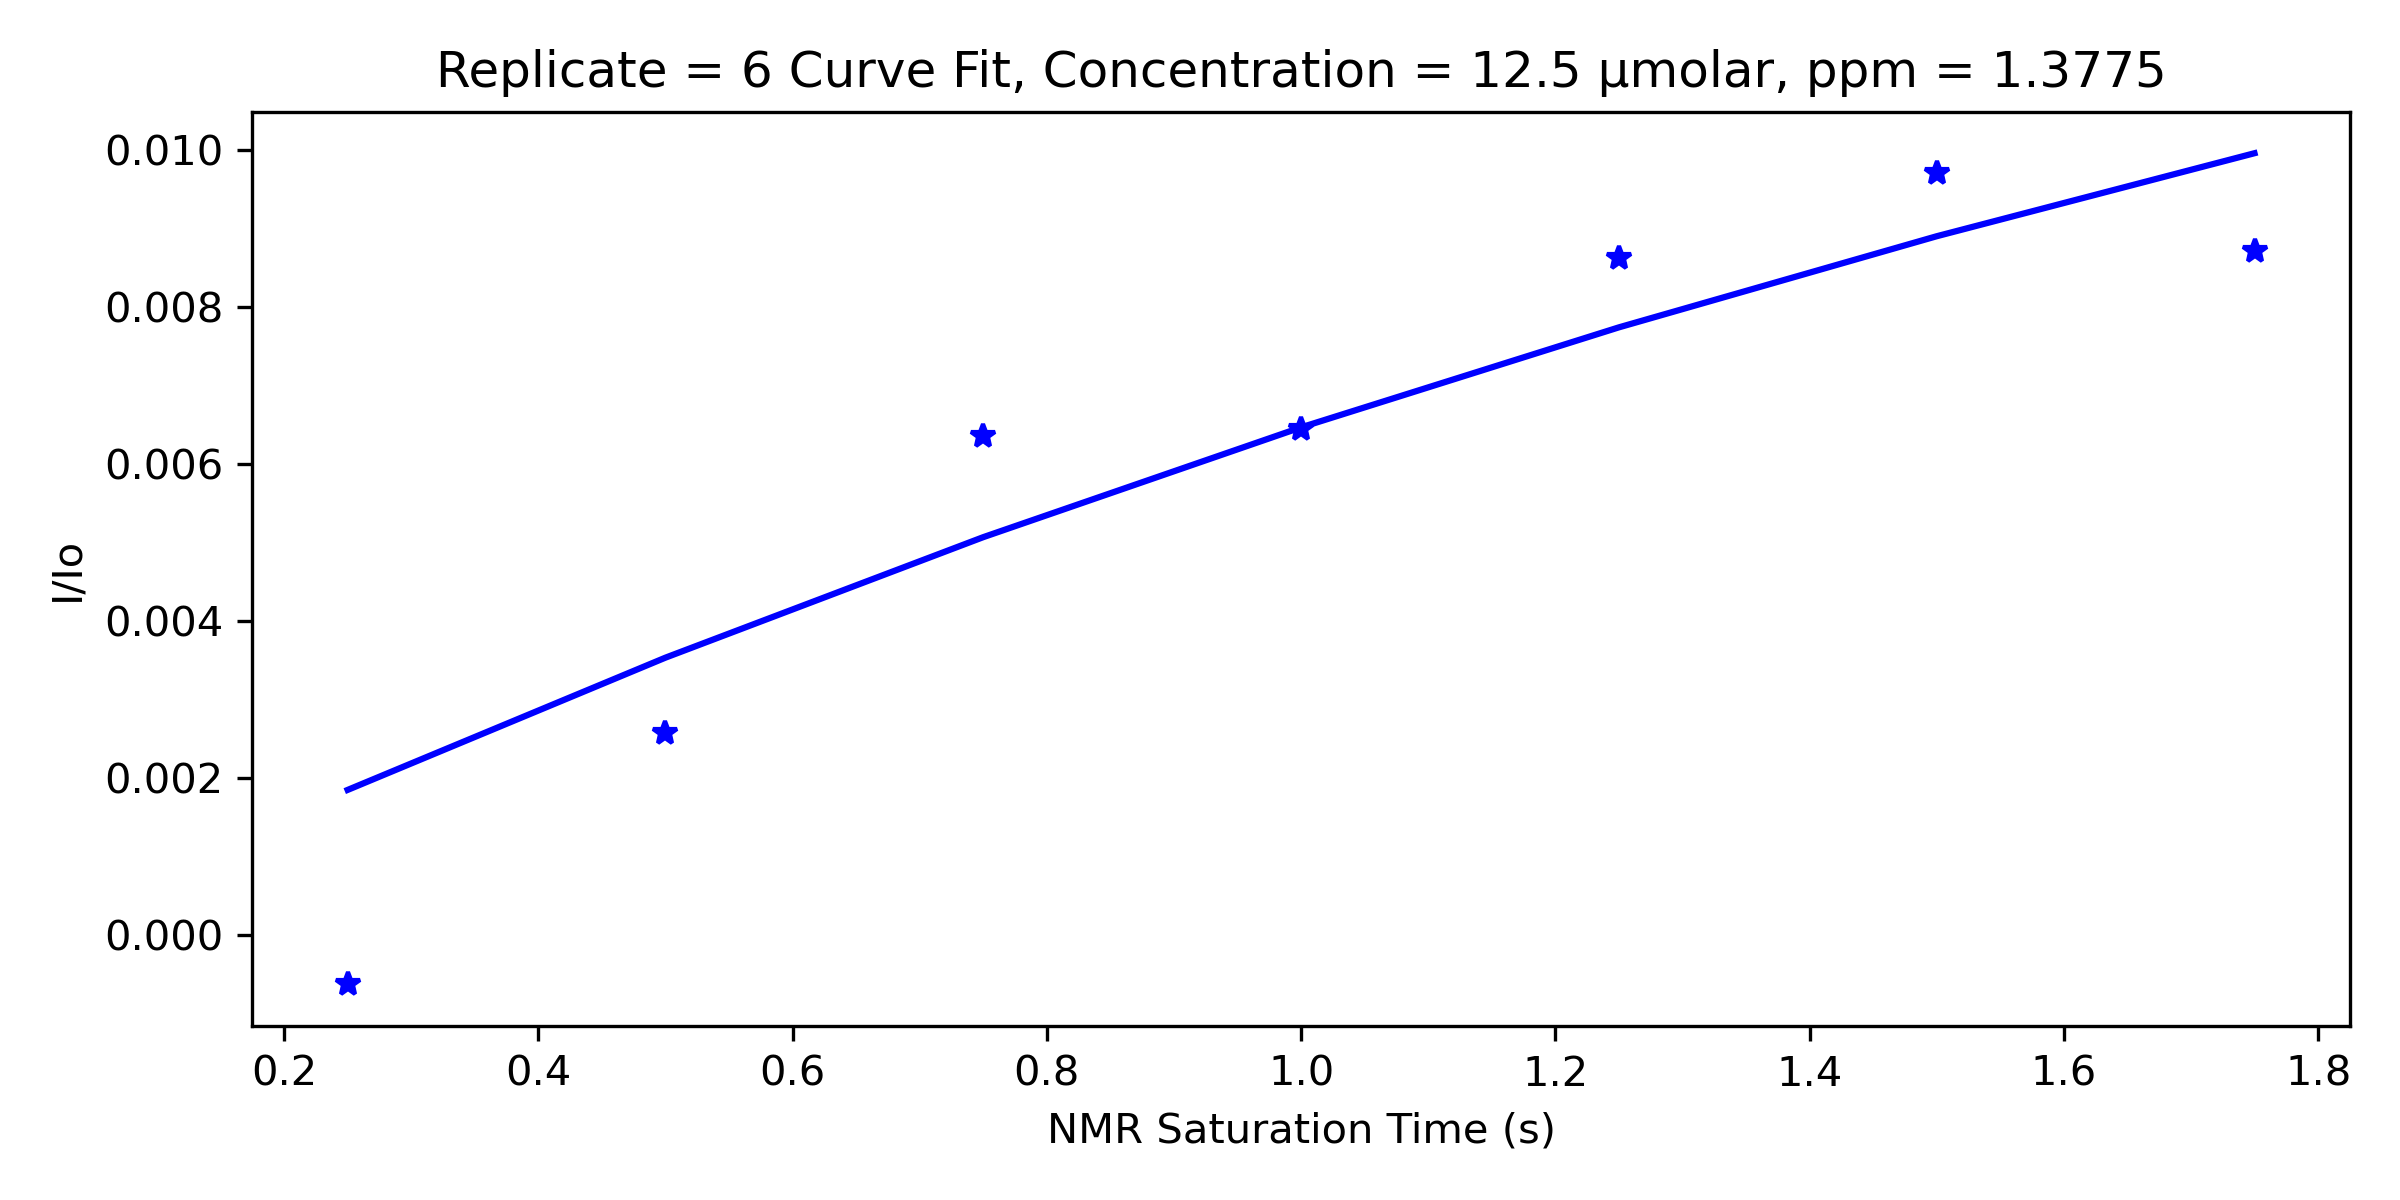 Replicate = 6 Curve Fit, Concentration = 12.5 µmolar, ppm = 1.3775
0.010
0.008
0.006
0.004
0.002
0.000
I/Io
0.2 0.4 0.6 0.8 1.0 1.2 1.4 1.6 1.8
NMR Saturation Time (s)